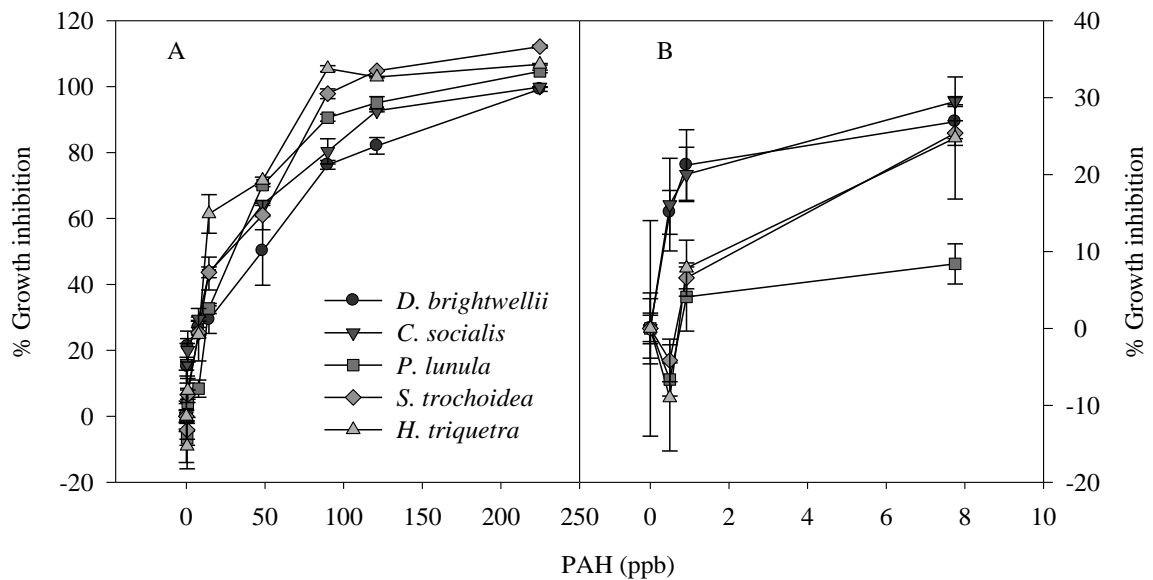 120
100
80
60
40
20
0
-20
% Growth inhibition
A
D. brightwellii
C. socialis
P. lunula
S. trochoidea
H. triquetra
0
50
100
150
200
250
B
40
30
20
10
0
-10
-20
% Growth inhibition
0
2
4
6
8
10
PAH (ppb)